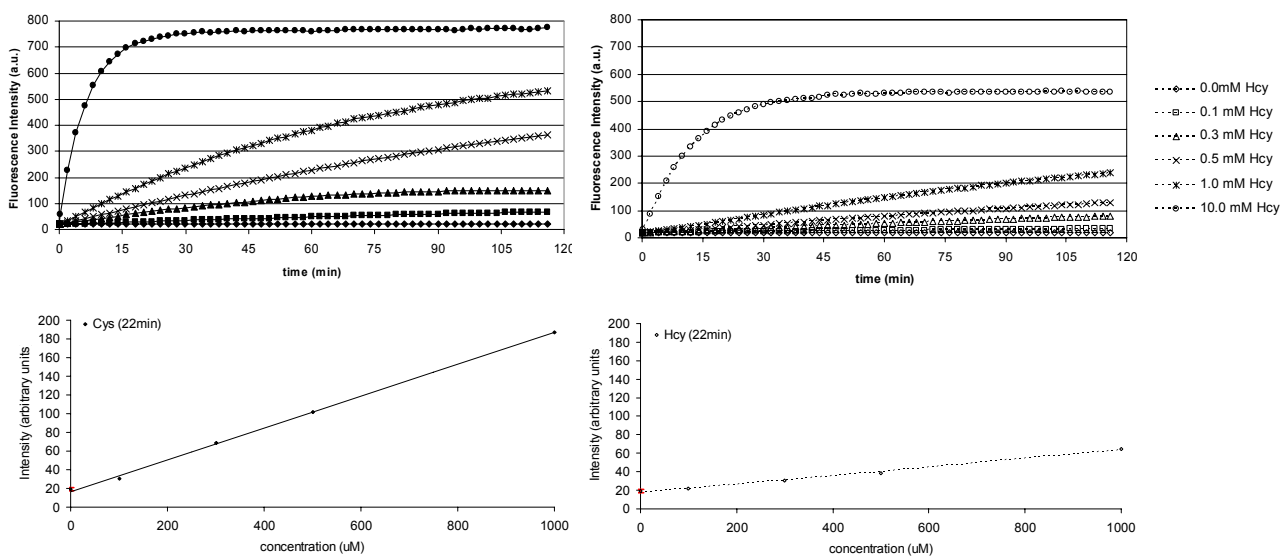 Fluorescence Intensity (a.u.)
800
700
600
500
400
300
200
100
0
0 15 30 45 60 75 90 105 12
time (min)
Fluorescence Intensity (a.u.)
800
700
600
500
400
300
200
100
0
0 15 30 45 60 75 90 105 120
time (min)
0.0mM Hcy
0.1 mM Hcy
0.3 mM Hcy
0.5 mM Hcy
1.0 mM Hcy
10.0 mM Hcy
Intensity (arbitrary units
200
180
160
140
120
100
80
60
40
20
0
Cys (22min)
0 200 400 600 800 1000
concentration (uM)
Intensity (arbitrary units
200
180
160
140
120
100
80
60
40
20
0
Hcy (22min)
0 200 400 600 800 1000
concentration (uM)